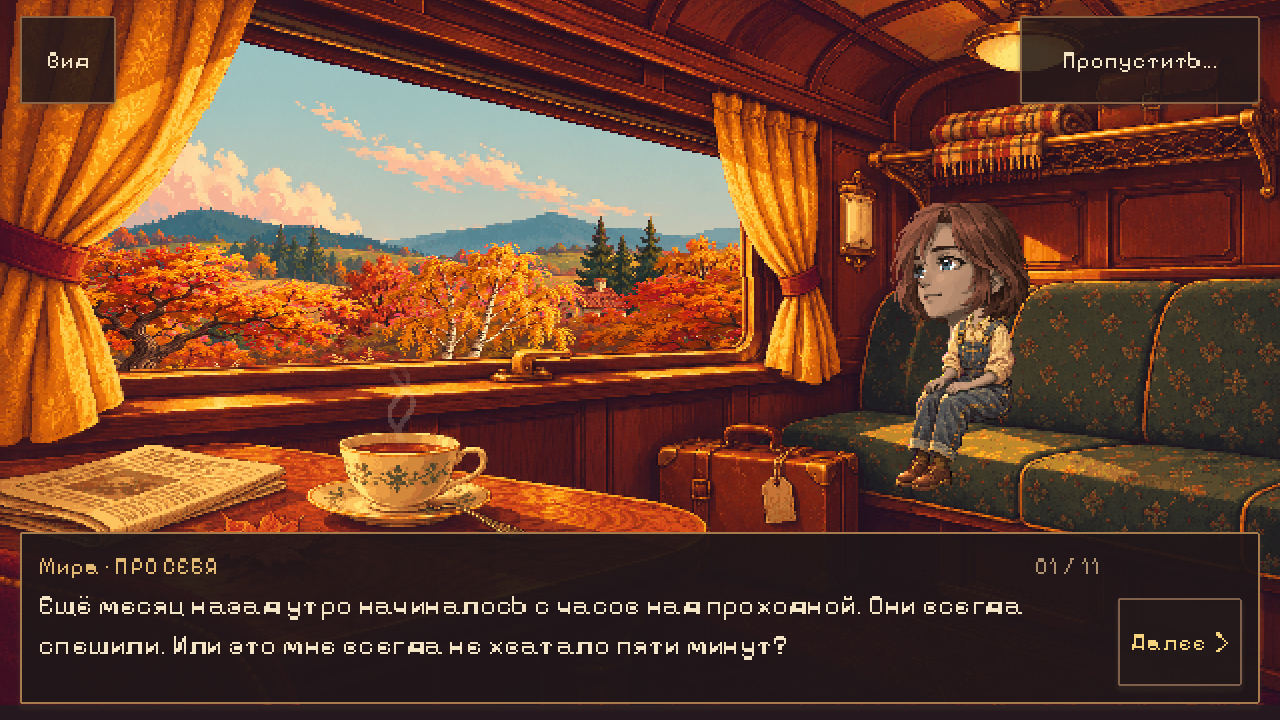 Вид
Пропустить...
Мира · ПРО СЕБЯ
01 / 11
Ещё месяц назад утро начиналось с часов над проходной. Они всегда
спешили. Или это мне всегда не хватало пяти минут?
Далее >